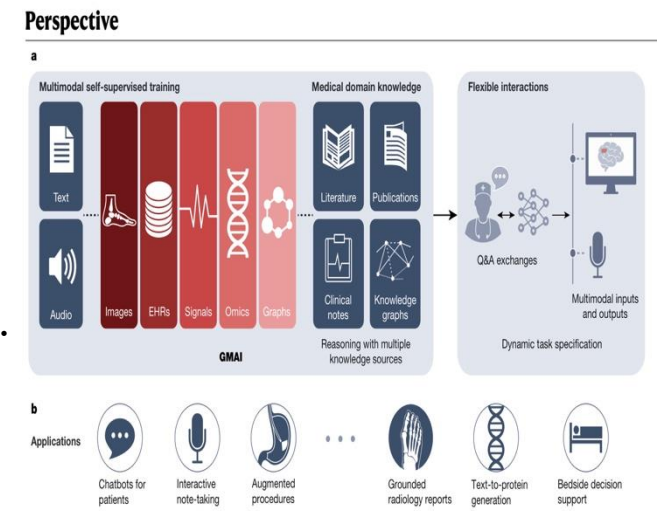 Perspective
a
Multimodal self-supervised training
Medical domain knowledge
Flexible interactions
Text
Audio
Images
EHRs
Signals
Omics
Graphs
Literature
Publications
Clinical
notes
Knowledge
graphs
Q&A exchanges
Multimodal inputs
and outputs
GMAI
Reasoning with multiple
knowledge sources
Dynamic task specification
b
Applications
Chatbots for
patients
Interactive
note-taking
Augmented
procedures
Grounded
radiology reports
Text-to-protein
generation
Bedside decision
support